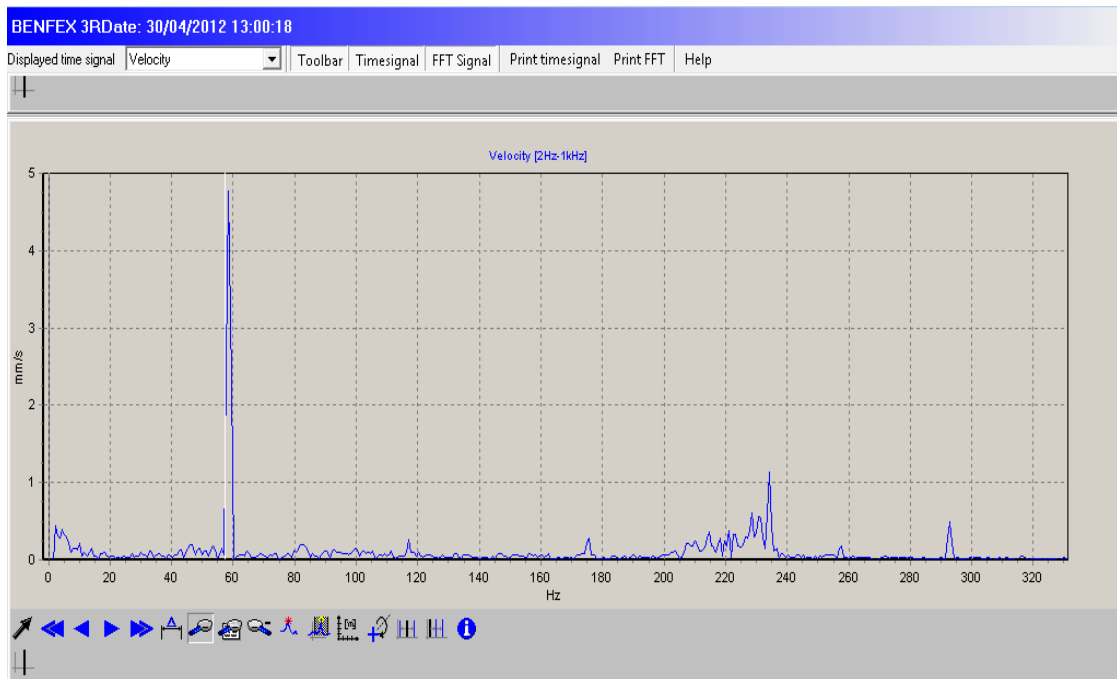 BENFEX 3RDate: 30/04/2012 13:00:18
Displayed time signal Velocity Toolbar Timesignal FFT Signal Print timesignal Print FFT Help
Velocity [2Hz-1kHz]
5
4
3
mm/s
2
1
0
0 20 40 60 80 100 120 140 160 180 200 220 240 260 280 300 320
Hz
[m]